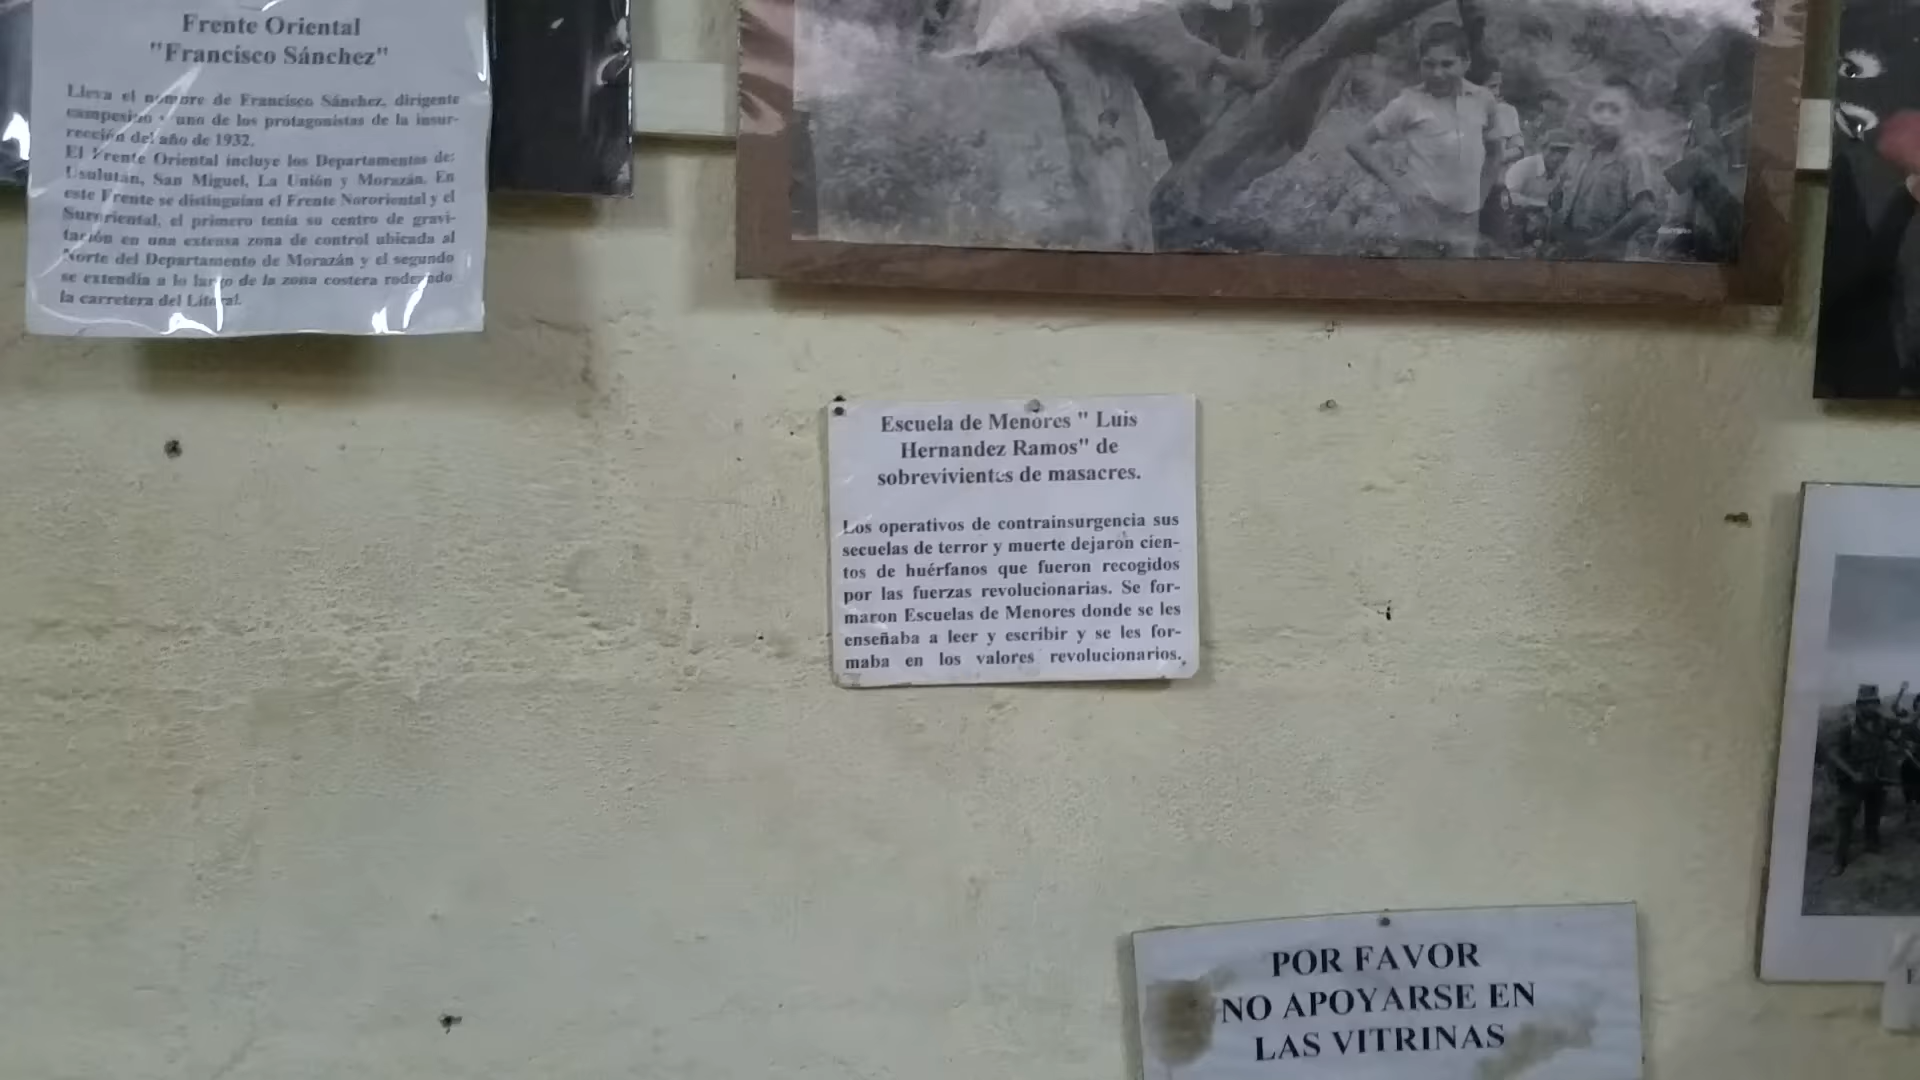 Frente Oriental
"Francisco Sánchez"
Lleva el nombre de Francisco Sánchez, dirigente
campesino y uno de los protagonistas de la insur-
rección del año de 1932.
El Frente Oriental incluye los Departamentos de:
Usulután, San Miguel, La Unión y Morazán. En
este Frente se distinguían el Frente Nororiental y el
Suroriental, el primero tenía su centro de gravi-
tación en una extensa zona de control ubicada al
Norte del Departamento de Morazán y el segundo
se extendía a lo largo de la zona costera rodeando
la carretera del Litoral.
Escuela de Menores " Luis
Hernandez Ramos" de
sobrevivientes de masacres.
Los operativos de contrainsurgencia sus
secuelas de terror y muerte dejaron cien-
tos de huérfanos que fueron recogidos
por las fuerzas revolucionarias. Se for-
maron Escuelas de Menores donde se les
enseñaba a leer y escribir y se les for-
maba en los valores revolucionarios.
POR FAVOR
NO APOYARSE EN
LAS VITRINAS